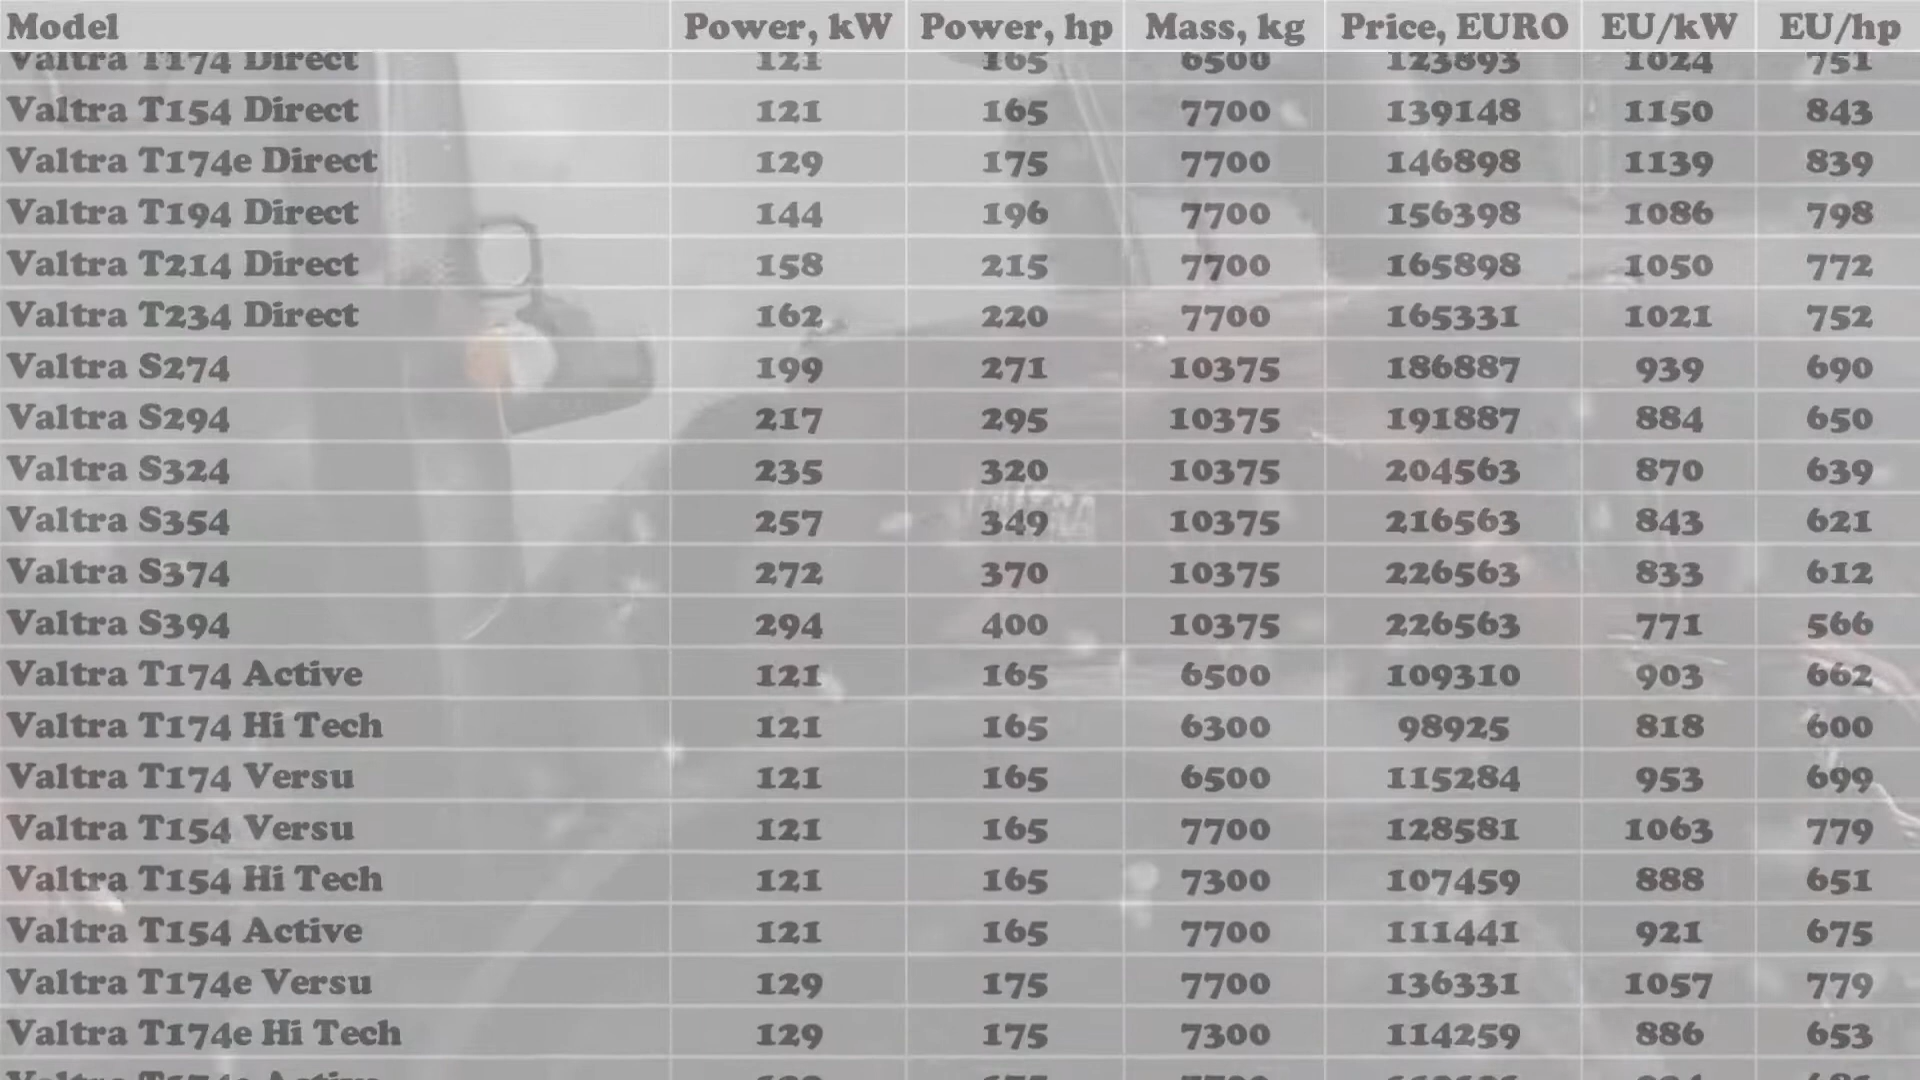 Model Power, kW Power, hp Mass, kg Price, EURO EU/kW EU/hp
Valtra T174 Direct 121 165 6500 123893 1024 751
Valtra T154 Direct 121 165 7700 139148 1150 843
Valtra T174e Direct 129 175 7700 146898 1139 839
Valtra T194 Direct 144 196 7700 156398 1086 798
Valtra T214 Direct 158 215 7700 165898 1050 772
Valtra T234 Direct 162 220 7700 165331 1021 752
Valtra S274 199 271 10375 186887 939 690
Valtra S294 217 295 10375 191887 884 650
Valtra S324 235 320 10375 204563 870 639
Valtra S354 257 349 10375 216563 843 621
Valtra S374 272 370 10375 226563 833 612
Valtra S394 294 400 10375 226563 771 566
Valtra T174 Active 121 165 6500 109310 903 662
Valtra T174 Hi Tech 121 165 6300 98925 818 600
Valtra T174 Versu 121 165 6500 115284 953 699
Valtra T154 Versu 121 165 7700 128581 1063 779
Valtra T154 Hi Tech 121 165 7300 107459 888 651
Valtra T154 Active 121 165 7700 111441 921 675
Valtra T174e Versu 129 175 7700 136331 1057 779
Valtra T174e Hi Tech 129 175 7300 114259 886 653